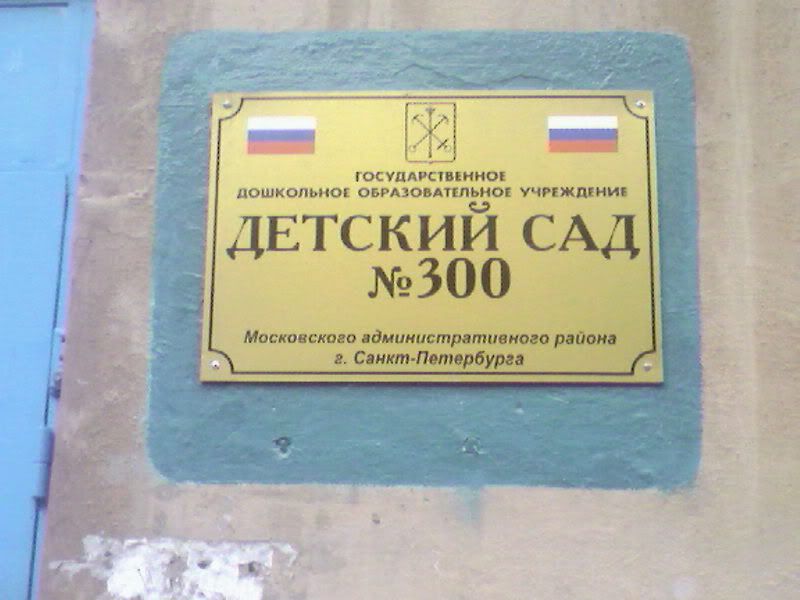 ГОСУДАРСТВЕННОЕ
ДОШКОЛЬНОЕ ОБРАЗОВАТЕЛЬНОЕ УЧРЕЖДЕНИЕ
ДЕТСКИЙ САД
№300
Московского административного района
г. Санкт-Петербурга